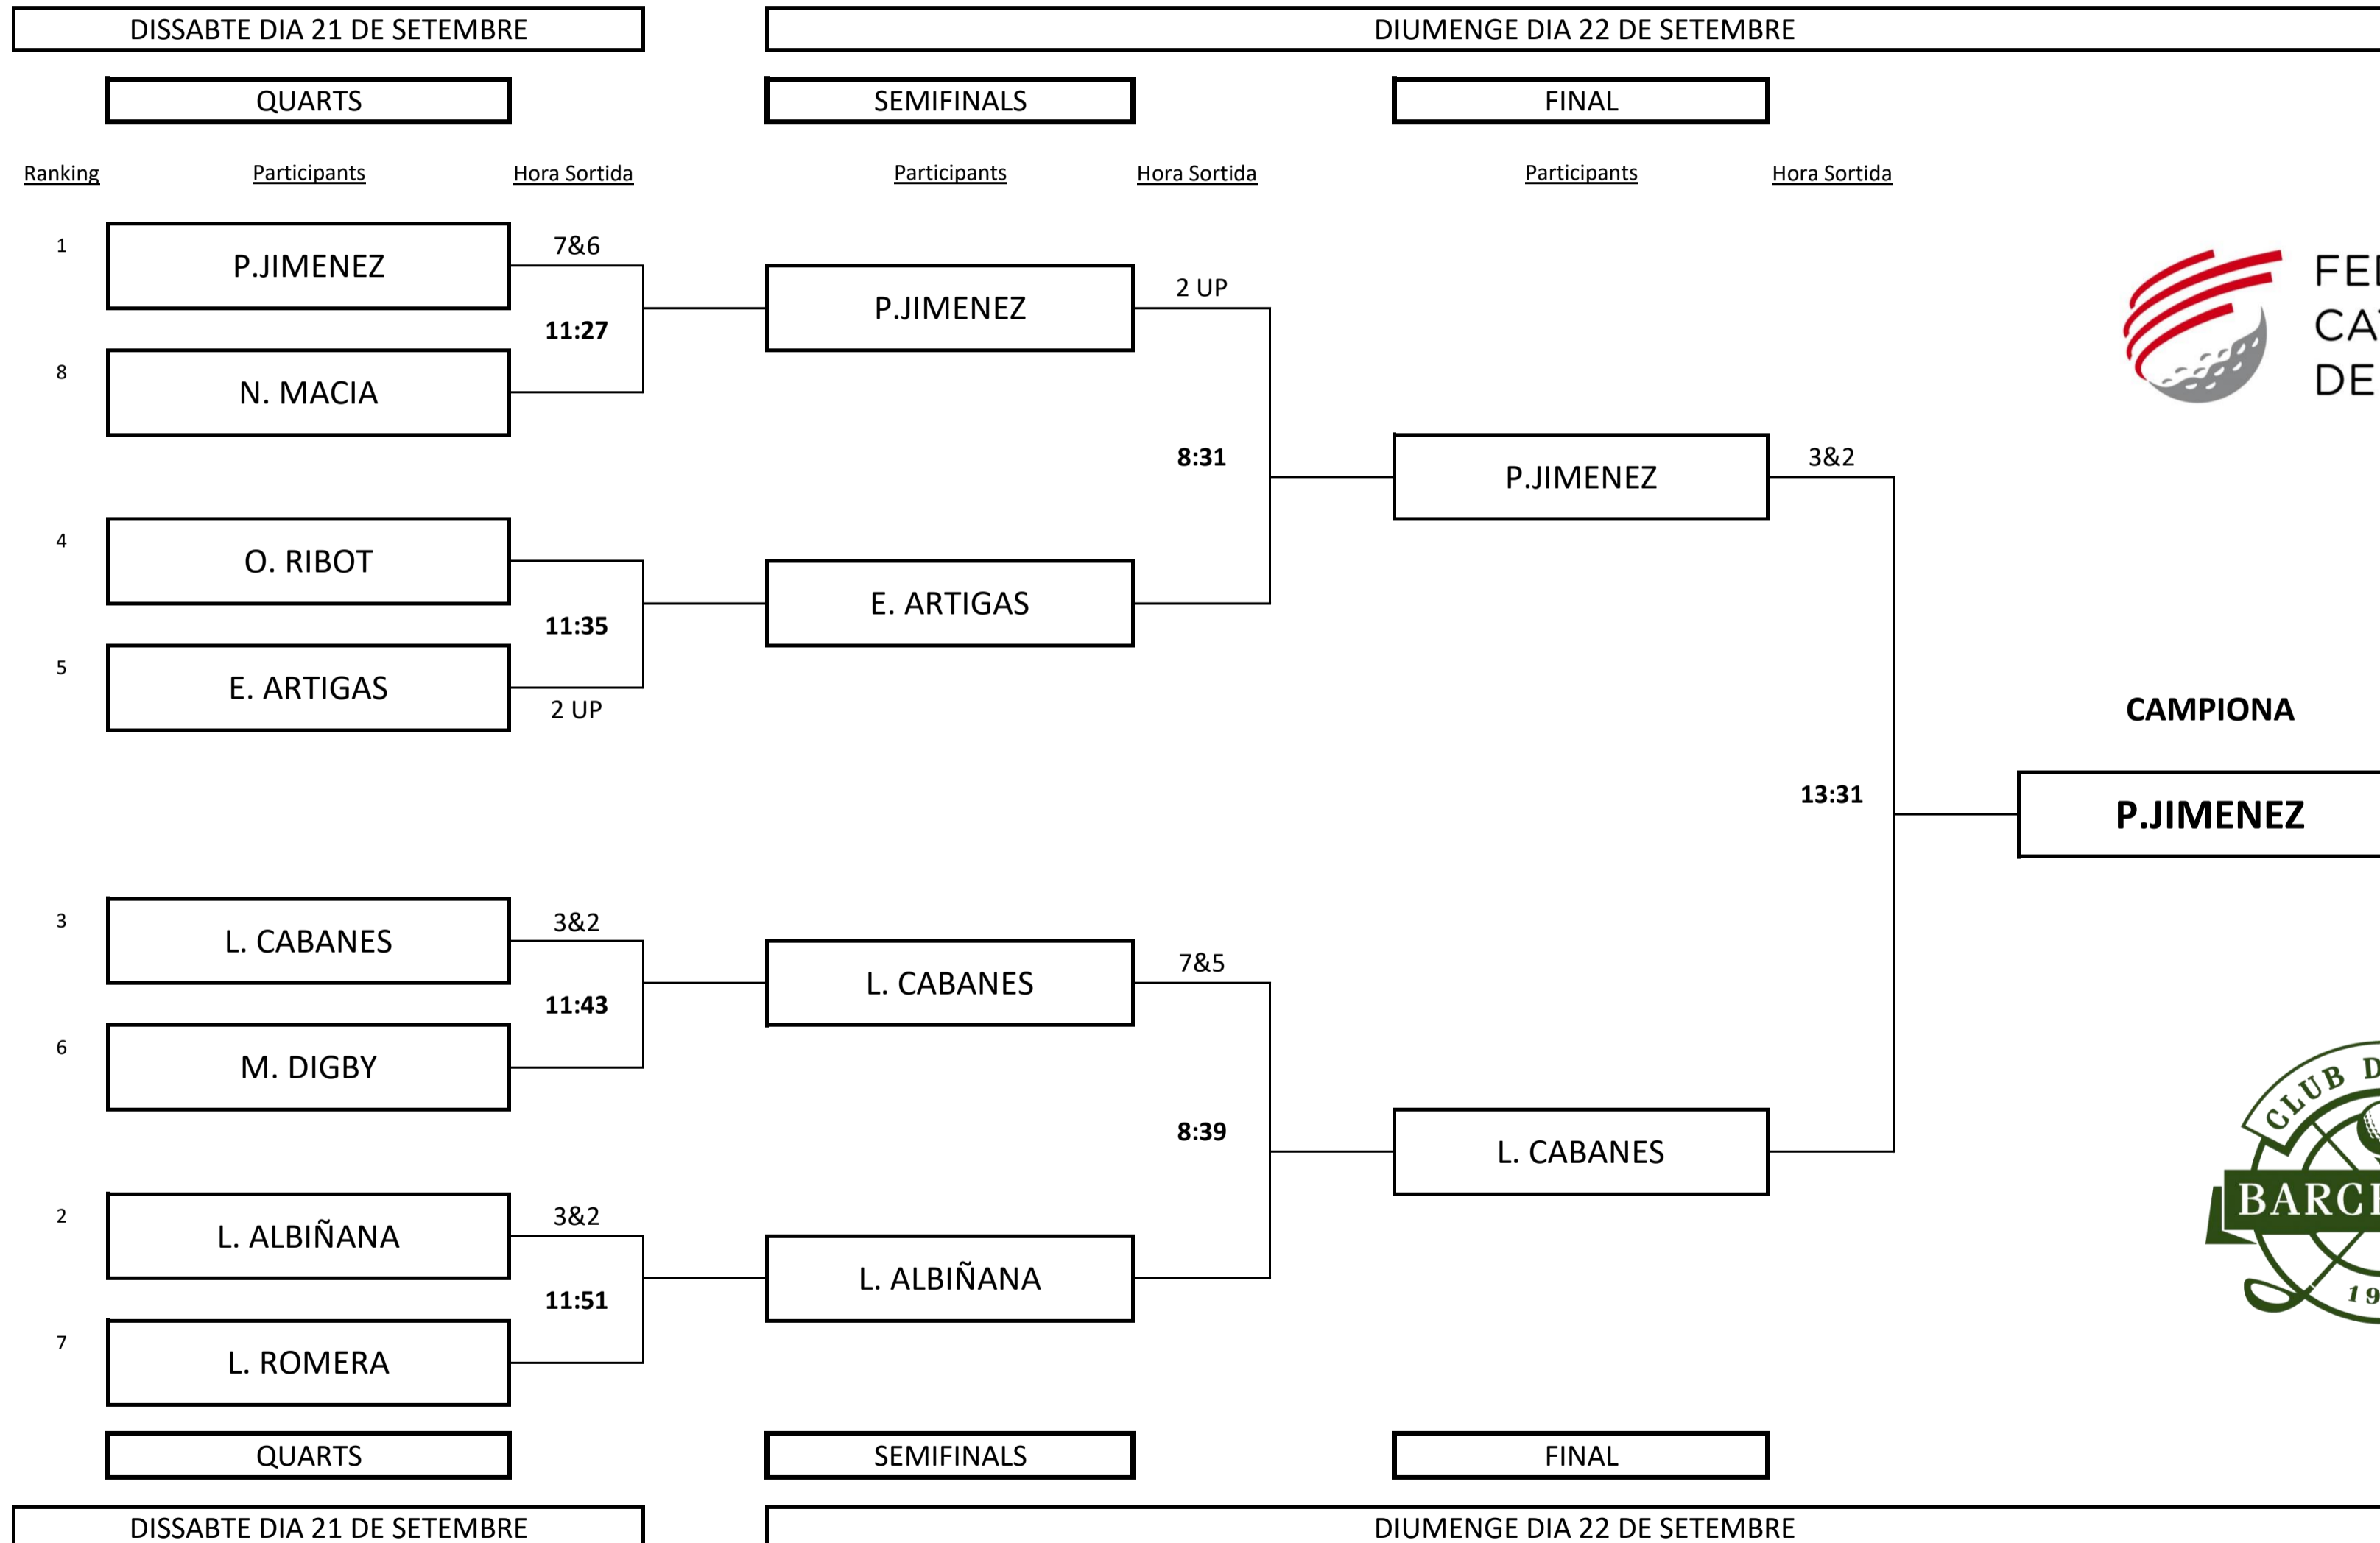 DISSABTE DIA 21 DE SETEMBRE
DIUMENGE DIA 22 DE SETEMBRE
QUARTS
SEMIFINALS
FINAL
Ranking Participants Hora Sortida
Participants Hora Sortida
Participants Hora Sortida
1
P.JIMENEZ
7&6
11:27
8
N. MACIA
4
O. RIBOT
11:35
5
E. ARTIGAS
2 UP
3
L. CABANES
3&2
11:43
6
M. DIGBY
2
L. ALBIÑANA
3&2
11:51
7
L. ROMERA
P.JIMENEZ
2 UP
8:31
E. ARTIGAS
L. CABANES
7&5
8:39
L. ALBIÑANA
P.JIMENEZ
3&2
13:31
L. CABANES
CAMPIONA
P.JIMENEZ
DE
CLUB
QUARTS
SEMIFINALS
FINAL
DISSABTE DIA 21 DE SETEMBRE
DIUMENGE DIA 22 DE SETEMBRE